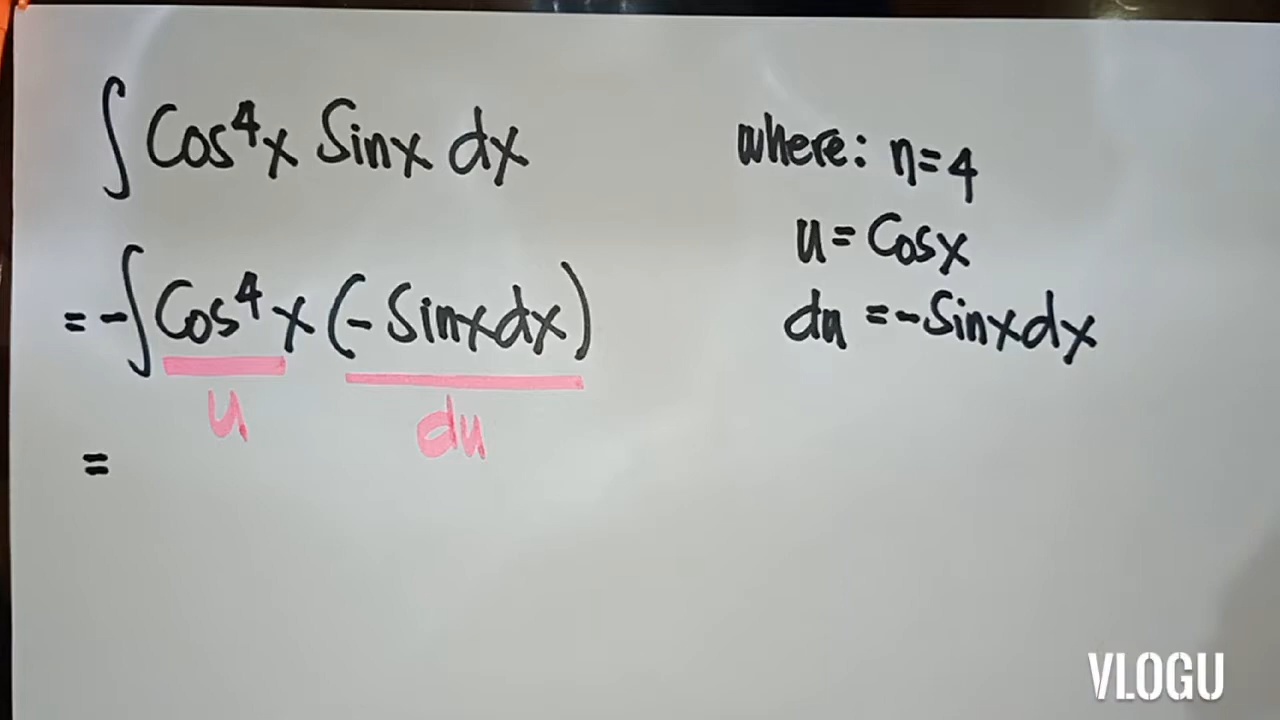 ∫ Cos⁴x Sinx dx
where: n=4
u = Cosx
du = -Sinxdx
= -∫ Cos⁴x (-Sinxdx)
u du
=
VLOGU